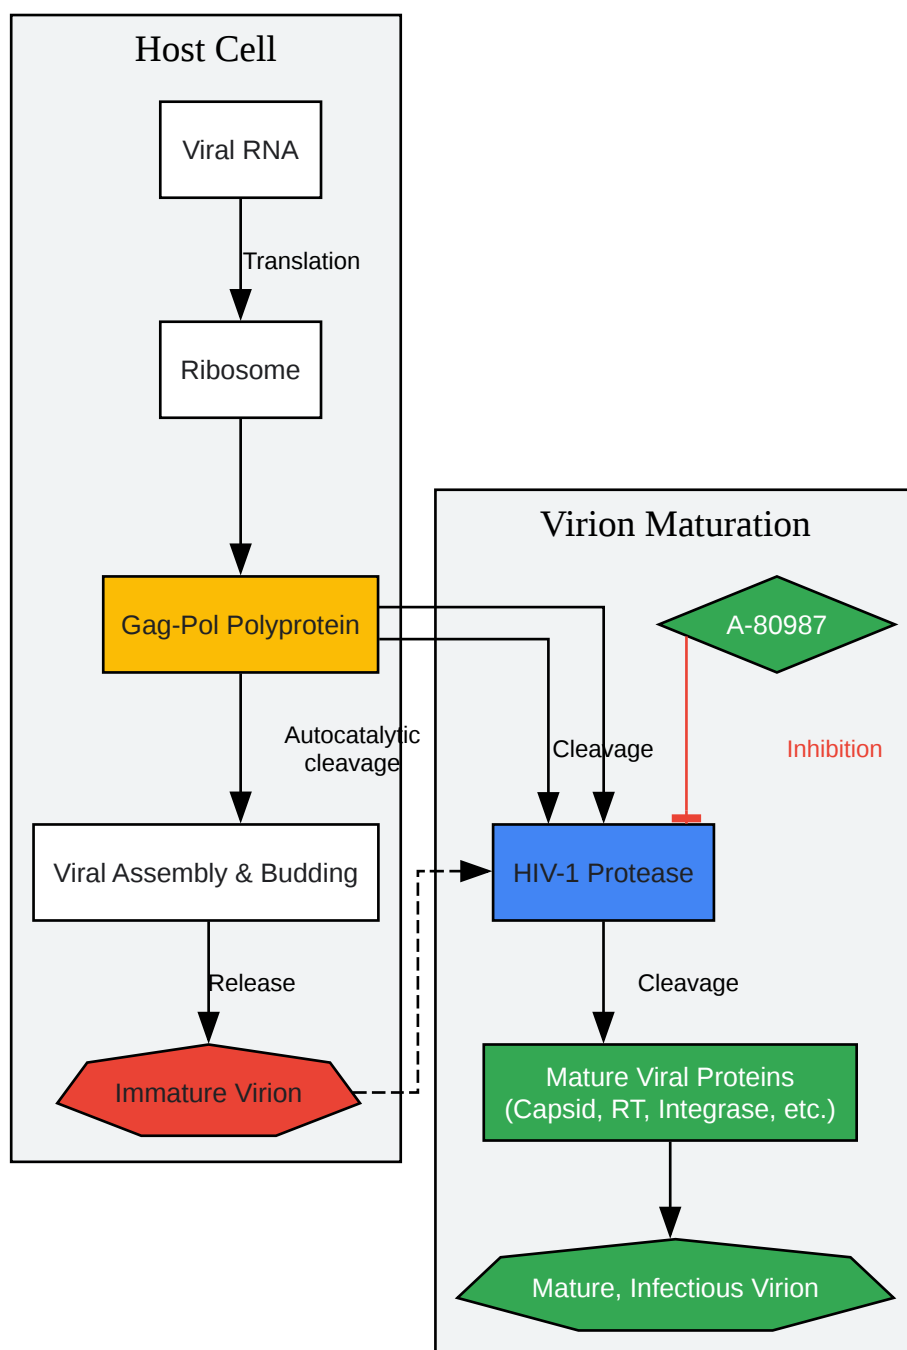 Host Cell
Viral RNA
Translation
Ribosome
Virion Maturation
Gag-Pol Polyprotein
A-80987
Autocatalytic
cleavage
Cleavage
Inhibition
Viral Assembly & Budding
HIV-1 Protease
Release
Cleavage
Immature Virion
Mature Viral Proteins
(Capsid, RT, Integrase, etc.)
Mature, Infectious Virion